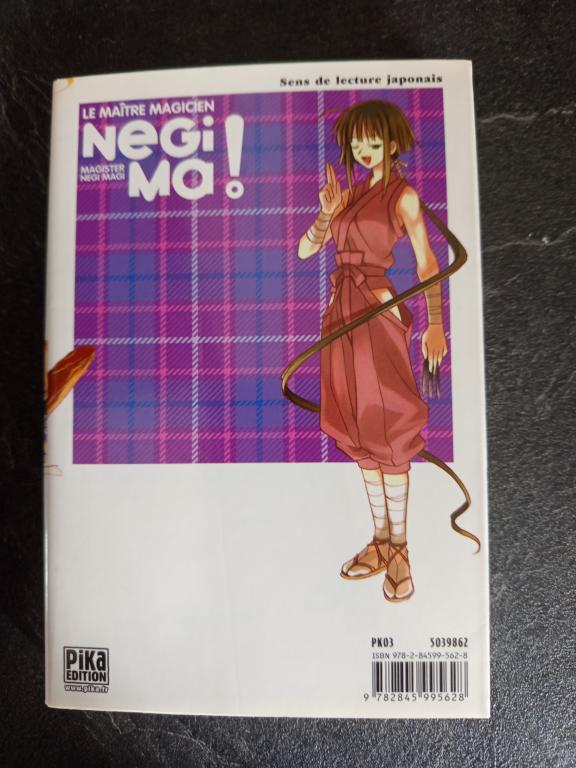 Sens de lecture japonais
LE MAÎTRE MAGICIEN
NeGi
MAGISTER
NEGI MAGI
Ma!
PK03 5039862
ISBN 978-2-84599-562-8
9 782845 995628
PiKa
EDITION
www.pika.fr